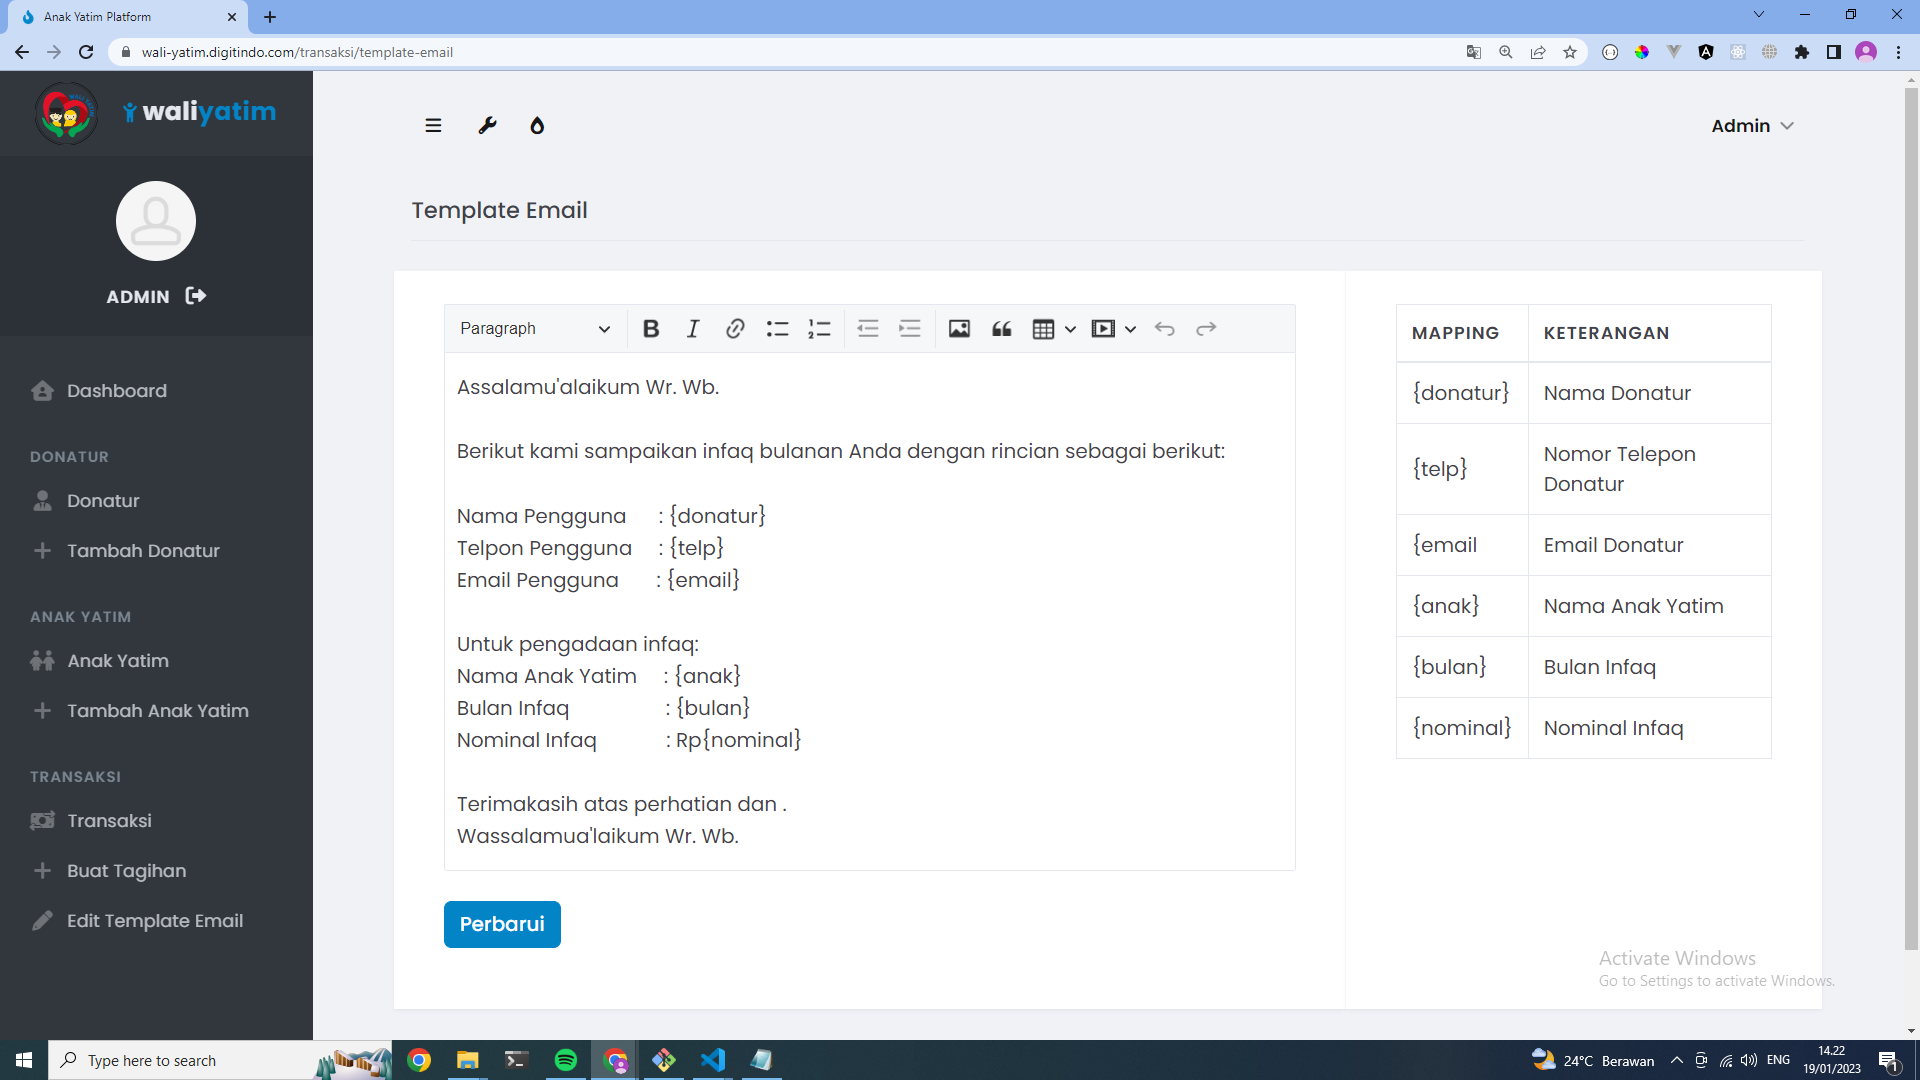 Anak Yatim Platform
wali-yatim.digitindo.com/transaksi/template-email
waliyatim
Admin
ADMIN
Template Email
Dashboard
DONATUR
Donatur
Tambah Donatur
ANAK YATIM
Anak Yatim
Tambah Anak Yatim
TRANSAKSI
Transaksi
Buat Tagihan
Edit Template Email
Paragraph
Assalamu'alaikum Wr. Wb.
Berikut kami sampaikan infaq bulanan Anda dengan rincian sebagai berikut:
Nama Pengguna : {donatur}
Telpon Pengguna : {telp}
Email Pengguna : {email}
Untuk pengadaan infaq:
Nama Anak Yatim : {anak}
Bulan Infaq : {bulan}
Nominal Infaq : Rp{nominal}
Terimakasih atas perhatian dan .
Wassalamua'laikum Wr. Wb.
Perbarui
MAPPING KETERANGAN
{donatur} Nama Donatur
{telp} Nomor Telepon
Donatur
{email Email Donatur
{anak} Nama Anak Yatim
{bulan} Bulan Infaq
{nominal} Nominal Infaq
Activate Windows
Go to Settings to activate Windows.
Type here to search
24°C Berawan
ENG
14.22
19/01/2023
1